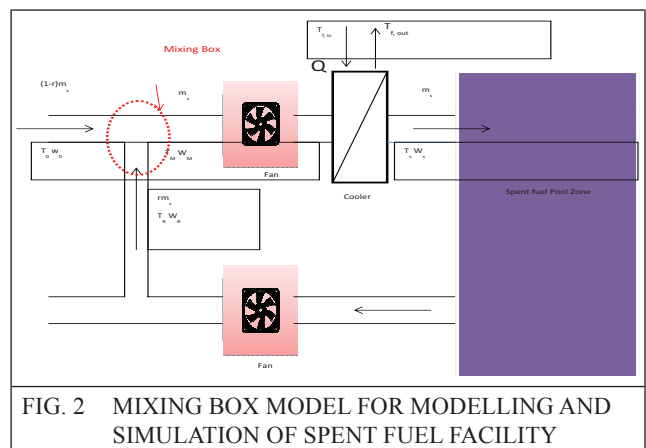 T f, in T f, out
Mixing Box
Q
(1-r)m s
m s
m s
T o w o
W M
T s W s
Fan
Cooler
Spent fuel Pool Zone
rm s
T R W R
Fan
FIG. 2 MIXING BOX MODEL FOR MODELLING AND
SIMULATION OF SPENT FUEL FACILITY